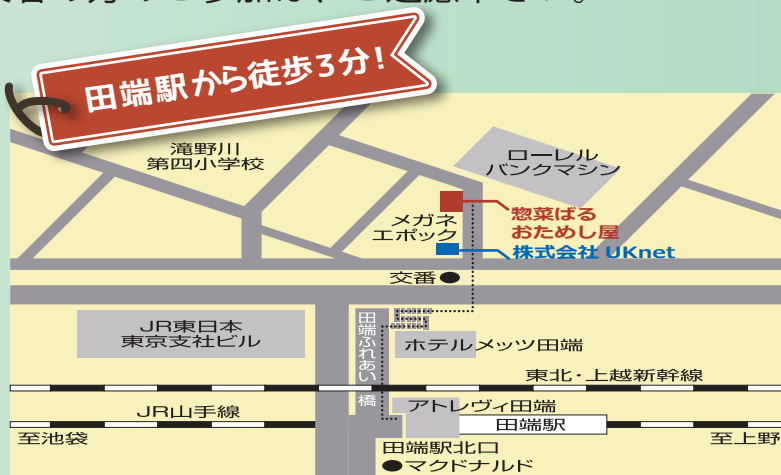 田端駅から徒歩3分!
滝野川
第四小学校
ローレル
バンクマシン
惣菜ばる
おためし屋
メガネ
エポック
株式会社 UKnet
交番●
田端ふれあい橋
JR東日本
東京支社ビル
ホテルメッツ田端
東北・上越新幹線
JR山手線
アトレヴィ田端
田端駅
至池袋
至上野
田端駅北口
●マクドナルド